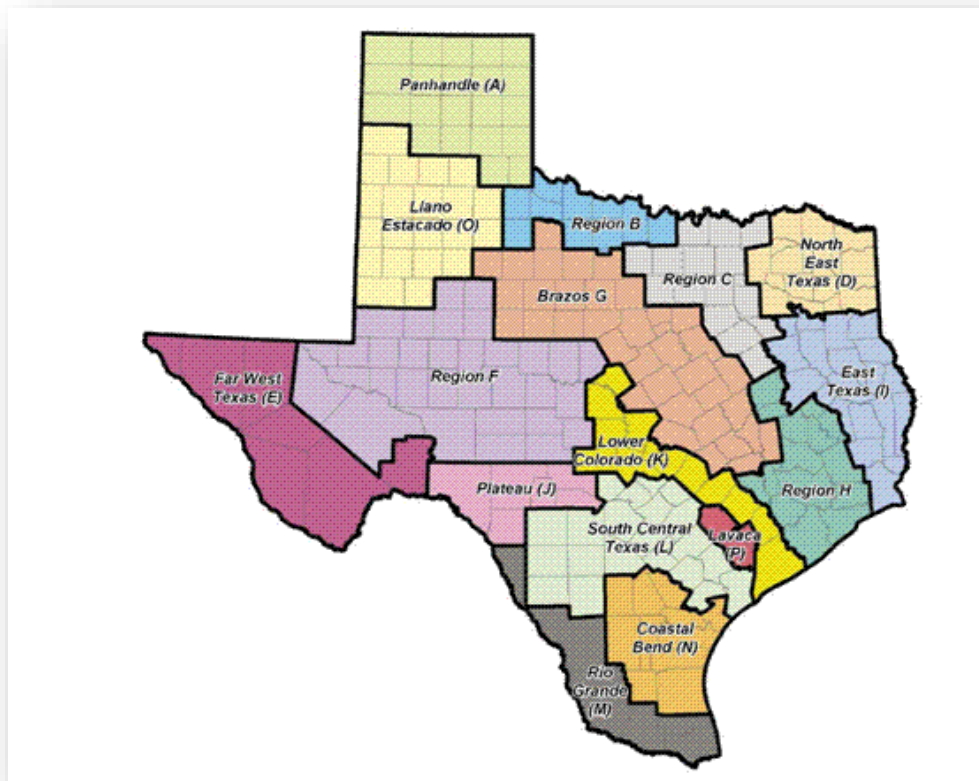 Panhandle (A)
Llano
Estacado (O)
Region B
North
East
Texas (D)
Region C
Brazos G
Region F
Far West
Texas (E)
East
Texas (I)
Lower
Colorado (K)
Plateau (J)
Region H
South Central
Texas (L)
Lavaca
(P)
Coastal
Bend (N)
Rio
Grande
(M)